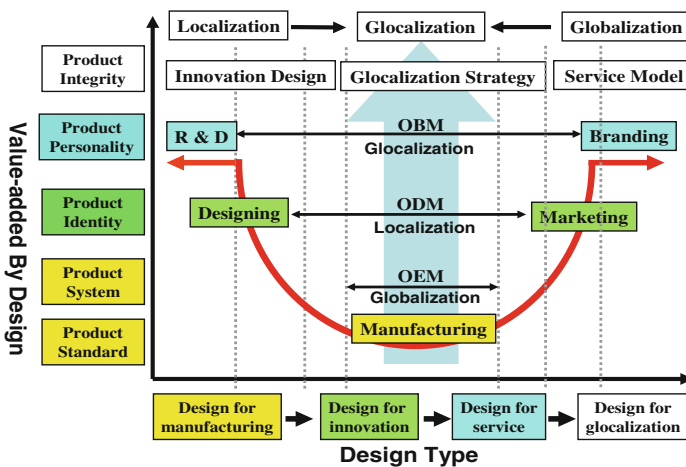 Localization
Glocalization
Globalization
Product
Integrity
Innovation Design
Glocalization Strategy
Service Model
Product
Personality
R & D
OBM
Glocalization
Branding
Product
Identity
Designing
ODM
Localization
Marketing
Product
System
OEM
Globalization
Product
Standard
Manufacturing
Value-added By Design
Design for
manufacturing
Design for
innovation
Design for
service
Design for
glocalization
Design Type